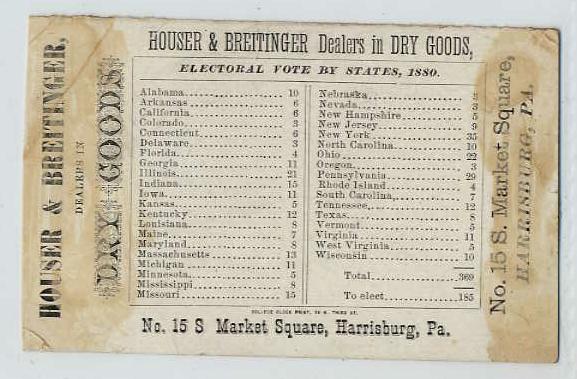 HOUSER & BREITINGER Dealers in DRY GOODS,
ELECTORAL VOTE BY STATES, 1880.
Alabama 10
Arkansas 6
California 6
Colorado 3
Connecticut 6
Delaware 3
Florida 4
Georgia 11
Illinois 21
Indiana 15
Iowa 11
Kansas 5
Kentucky 12
Louisiana 8
Maine 7
Maryland 8
Massachusetts 13
Michigan 11
Minnesota 5
Mississippi 8
Missouri 15
Nebraska 3
Nevada 3
New Hampshire 5
New Jersey 9
New York 35
North Carolina 10
Ohio 22
Oregon 3
Pennsylvania 29
Rhode Island 4
South Carolina, 7
Tennessee 12
Texas 8
Vermont 5
Virginia 11
West Virginia 5
Wisconsin 10
Total 369
To elect 185
No. 15 S Market Square, Harrisburg, Pa.
HOUSER & BREITINGER,
DEALERS IN
DRY GOODS
No. 15 S. Market Square,
HARRISBURG, PA.